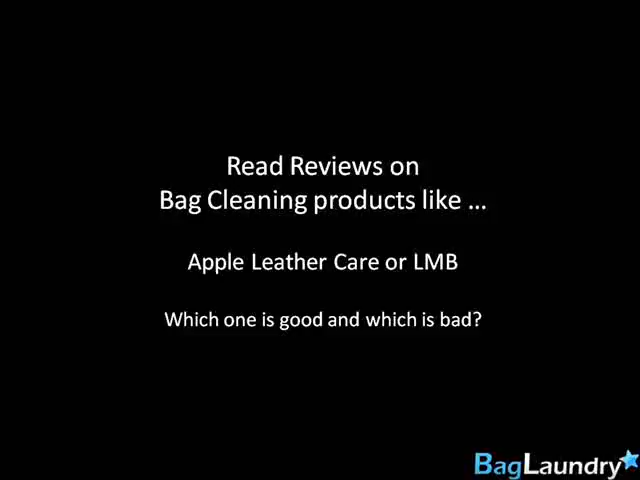 Read Reviews on
Bag Cleaning products like ...
Apple Leather Care or LMB
Which one is good and which is bad?
BagLaundry